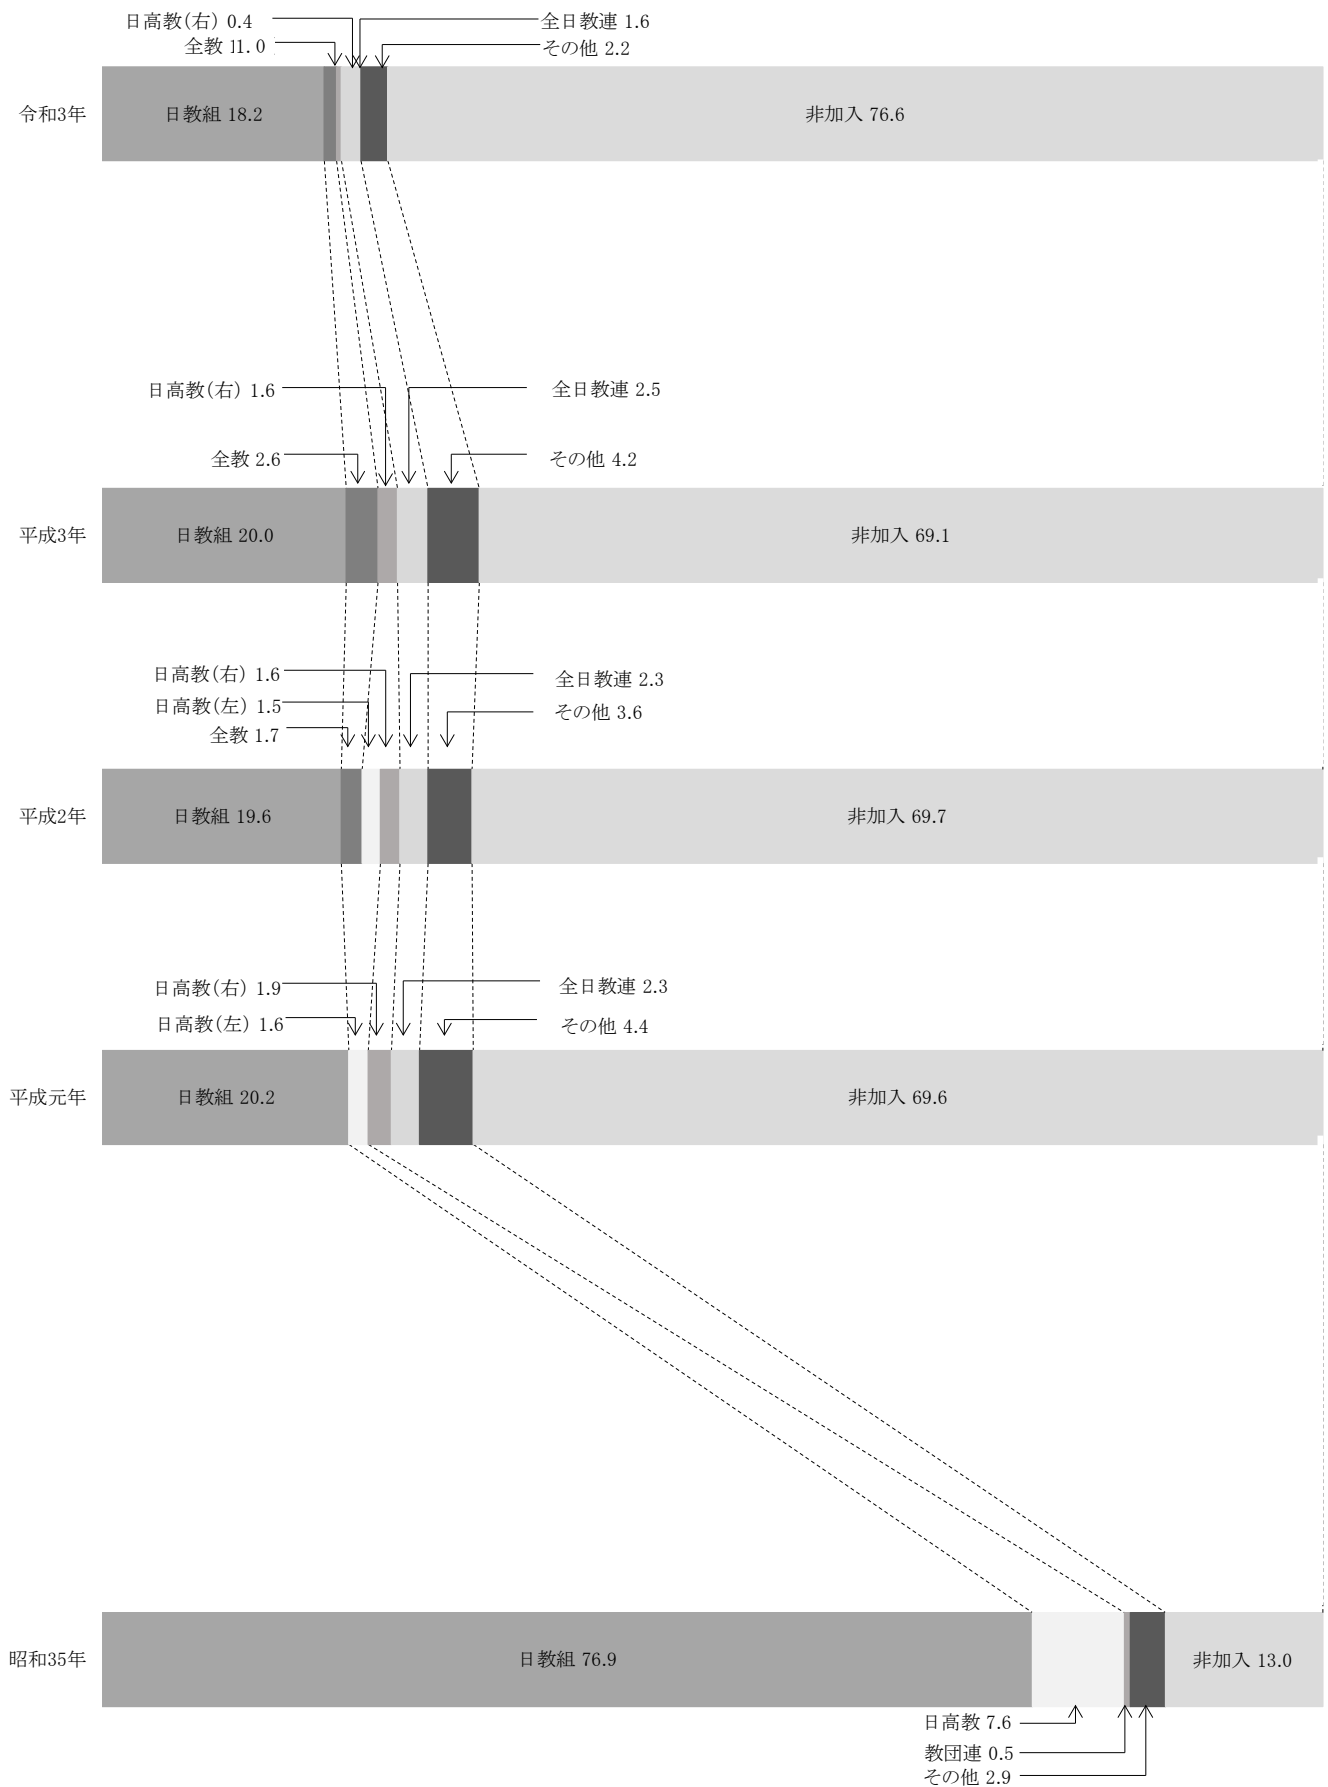 日高教(右) 0.4
全日教連 1.6
全教 11.0
その他 2.2
令和3年
日教組 18.2
非加入 76.6
日高教(右) 1.6
全日教連 2.5
全教 2.6
その他 4.2
平成3年
日教組 20.0
非加入 69.1
日高教(右) 1.6
全日教連 2.3
日高教(左) 1.5
その他 3.6
全教 1.7
平成2年
日教組 19.6
非加入 69.7
日高教(右) 1.9
全日教連 2.3
日高教(左) 1.6
その他 4.4
平成元年
日教組 20.2
非加入 69.6
昭和35年
日教組 76.9
非加入 13.0
日高教 7.6
教団連 0.5
その他 2.9